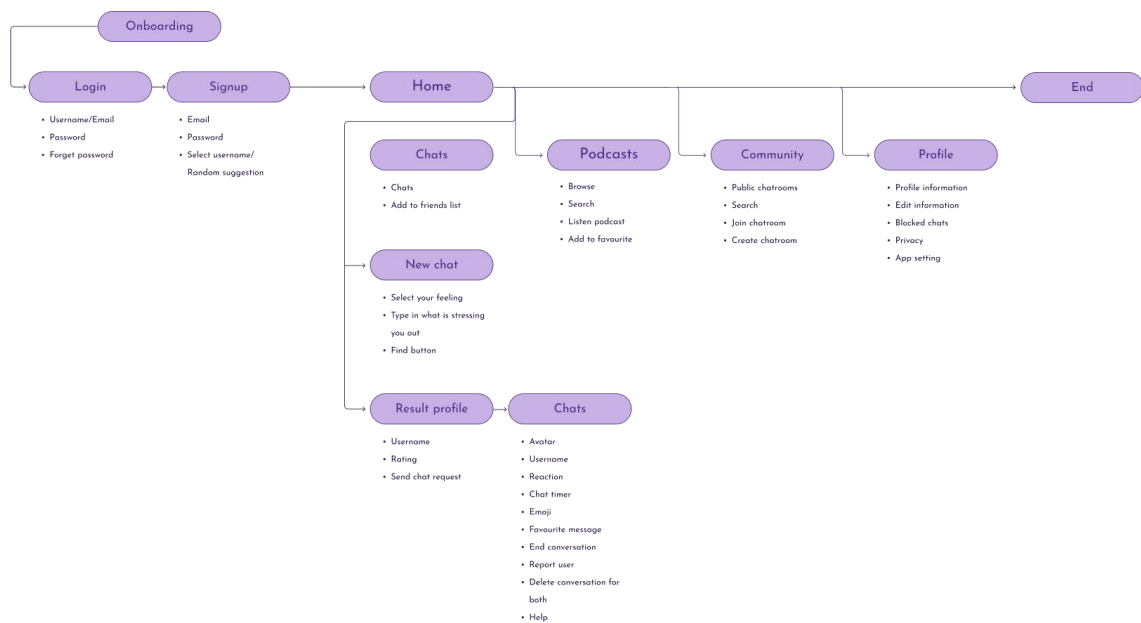 Onboarding
Login
• Username/Email
• Password
• Forget password
Signup
• Email
• Password
• Select username/
Random suggestion
Home
End
Chats
• Chats
• Add to friends list
Podcasts
• Browse
• Search
• Listen podcast
• Add to favourite
Community
• Public chatrooms
• Search
• Join chatroom
• Create chatroom
Profile
• Profile information
• Edit information
• Blocked chats
• Privacy
• App setting
New chat
• Select your feeling
• Type in what is stressing
you out
• Find button
Result profile
• Username
• Rating
• Send chat request
Chats
• Avatar
• Username
• Reaction
• Chat timer
• Emoji
• Favourite message
• End conversation
• Report user
• Delete conversation for
both
• Help